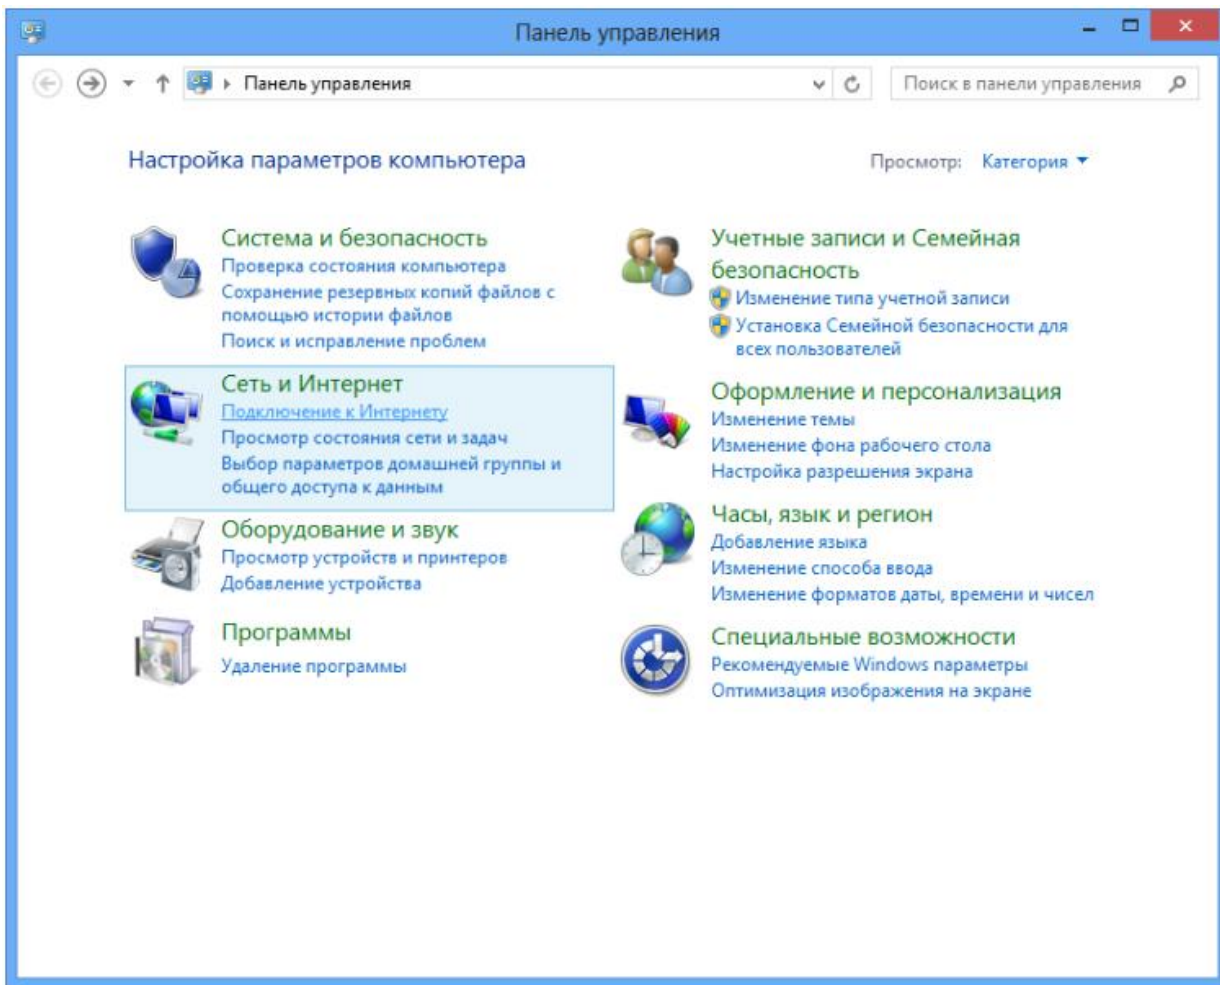 Панель управления
Панель управления
Поиск в панели управления
Настройка параметров компьютера
Просмотр: Категория
Система и безопасность
Проверка состояния компьютера
Сохранение резервных копий файлов с
помощью истории файлов
Поиск и исправление проблем
Сеть и Интернет
Подключение к Интернету
Просмотр состояния сети и задач
Выбор параметров домашней группы и
общего доступа к данным
Оборудование и звук
Просмотр устройств и принтеров
Добавление устройства
Программы
Удаление программы
Учетные записи и Семейная
безопасность
Изменение типа учетной записи
Установка Семейной безопасности для
всех пользователей
Оформление и персонализация
Изменение темы
Изменение фона рабочего стола
Настройка разрешения экрана
Часы, язык и регион
Добавление языка
Изменение способа ввода
Изменение форматов даты, времени и чисел
Специальные возможности
Рекомендуемые Windows параметры
Оптимизация изображения на экране